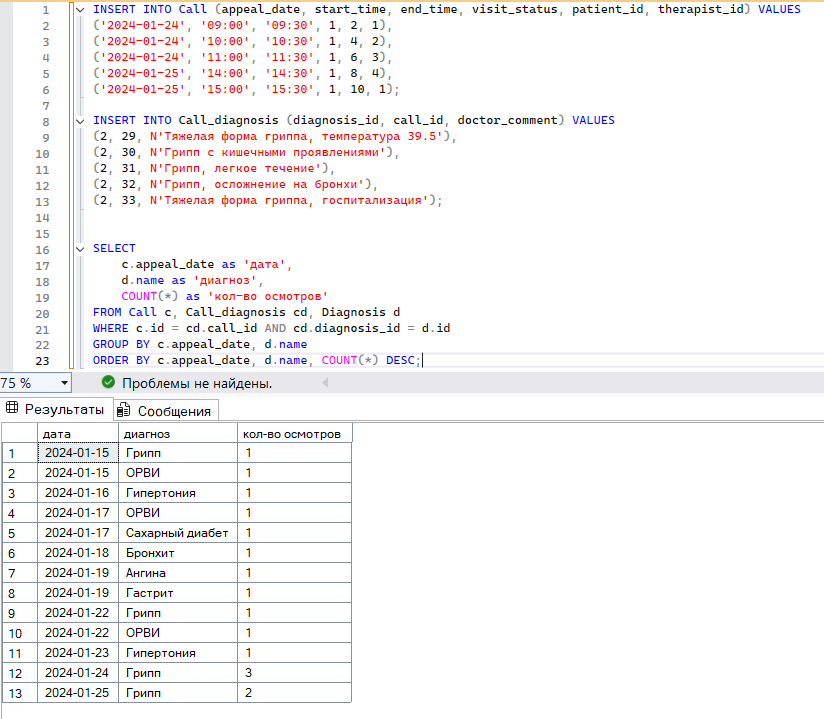 1 INSERT INTO Call (appeal_date, start_time, end_time, visit_status, patient_id, therapist_id) VALUES
2 ('2024-01-24', '09:00', '09:30', 1, 2, 1),
3 ('2024-01-24', '10:00', '10:30', 1, 4, 2),
4 ('2024-01-24', '11:00', '11:30', 1, 6, 3),
5 ('2024-01-25', '14:00', '14:30', 1, 8, 4),
6 ('2024-01-25', '15:00', '15:30', 1, 10, 1);
7
8 INSERT INTO Call_diagnosis (diagnosis_id, call_id, doctor_comment) VALUES
9 (2, 29, N'Тяжелая форма гриппа, температура 39.5'),
10 (2, 30, N'Грипп с кишечными проявлениями'),
11 (2, 31, N'Грипп, легкое течение'),
12 (2, 32, N'Грипп, осложнение на бронхи'),
13 (2, 33, N'Тяжелая форма гриппа, госпитализация');
14
15
16 SELECT
17 c.appeal_date as 'дата',
18 d.name as 'диагноз',
19 COUNT(*) as 'кол-во осмотров'
20 FROM Call c, Call_diagnosis cd, Diagnosis d
21 WHERE c.id = cd.call_id AND cd.diagnosis_id = d.id
22 GROUP BY c.appeal_date, d.name
23 ORDER BY c.appeal_date, d.name, COUNT(*) DESC;
75 % Проблемы не найдены.
Результаты Сообщения
дата диагноз кол-во осмотров
1 2024-01-15 Грипп 1
2 2024-01-15 ОРВИ 1
3 2024-01-16 Гипертония 1
4 2024-01-17 ОРВИ 1
5 2024-01-17 Сахарный диабет 1
6 2024-01-18 Бронхит 1
7 2024-01-19 Ангина 1
8 2024-01-19 Гастрит 1
9 2024-01-22 Грипп 1
10 2024-01-22 ОРВИ 1
11 2024-01-23 Гипертония 1
12 2024-01-24 Грипп 3
13 2024-01-25 Грипп 2